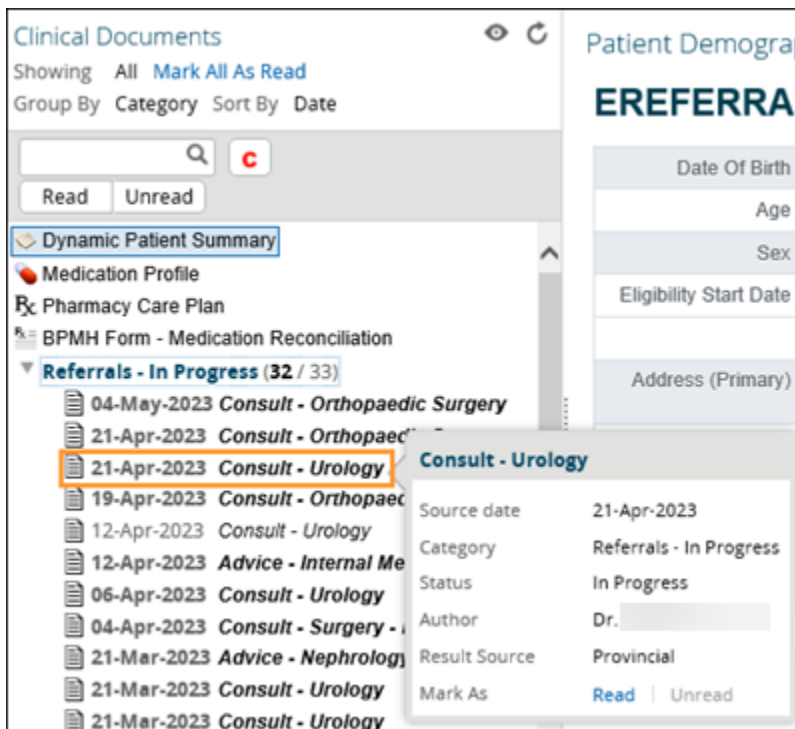 Clinical Documents
Showing All Mark All As Read
Group By Category Sort By Date
C
Read Unread
Dynamic Patient Summary
Medication Profile
Rx Pharmacy Care Plan
BPMH Form - Medication Reconciliation
Referrals - In Progress (32 / 33)
04-May-2023 Consult - Orthopaedic Surgery
21-Apr-2023 Consult - Orthopaedic
21-Apr-2023 Consult - Urology
19-Apr-2023 Consult - Orthopaed
12-Apr-2023 Consult - Urology
12-Apr-2023 Advice - Internal Me
06-Apr-2023 Consult - Urology
04-Apr-2023 Consult - Surgery -
21-Mar-2023 Advice - Nephrology
21-Mar-2023 Consult - Urology
21-Mar-2023 Consult - Urology
Patient Demogra
EREFERRA
Date Of Birth
Age
Sex
Eligibility Start Date
Address (Primary)
Consult - Urology
Source date 21-Apr-2023
Category Referrals - In Progress
Status In Progress
Author Dr.
Result Source Provincial
Mark As Read | Unread